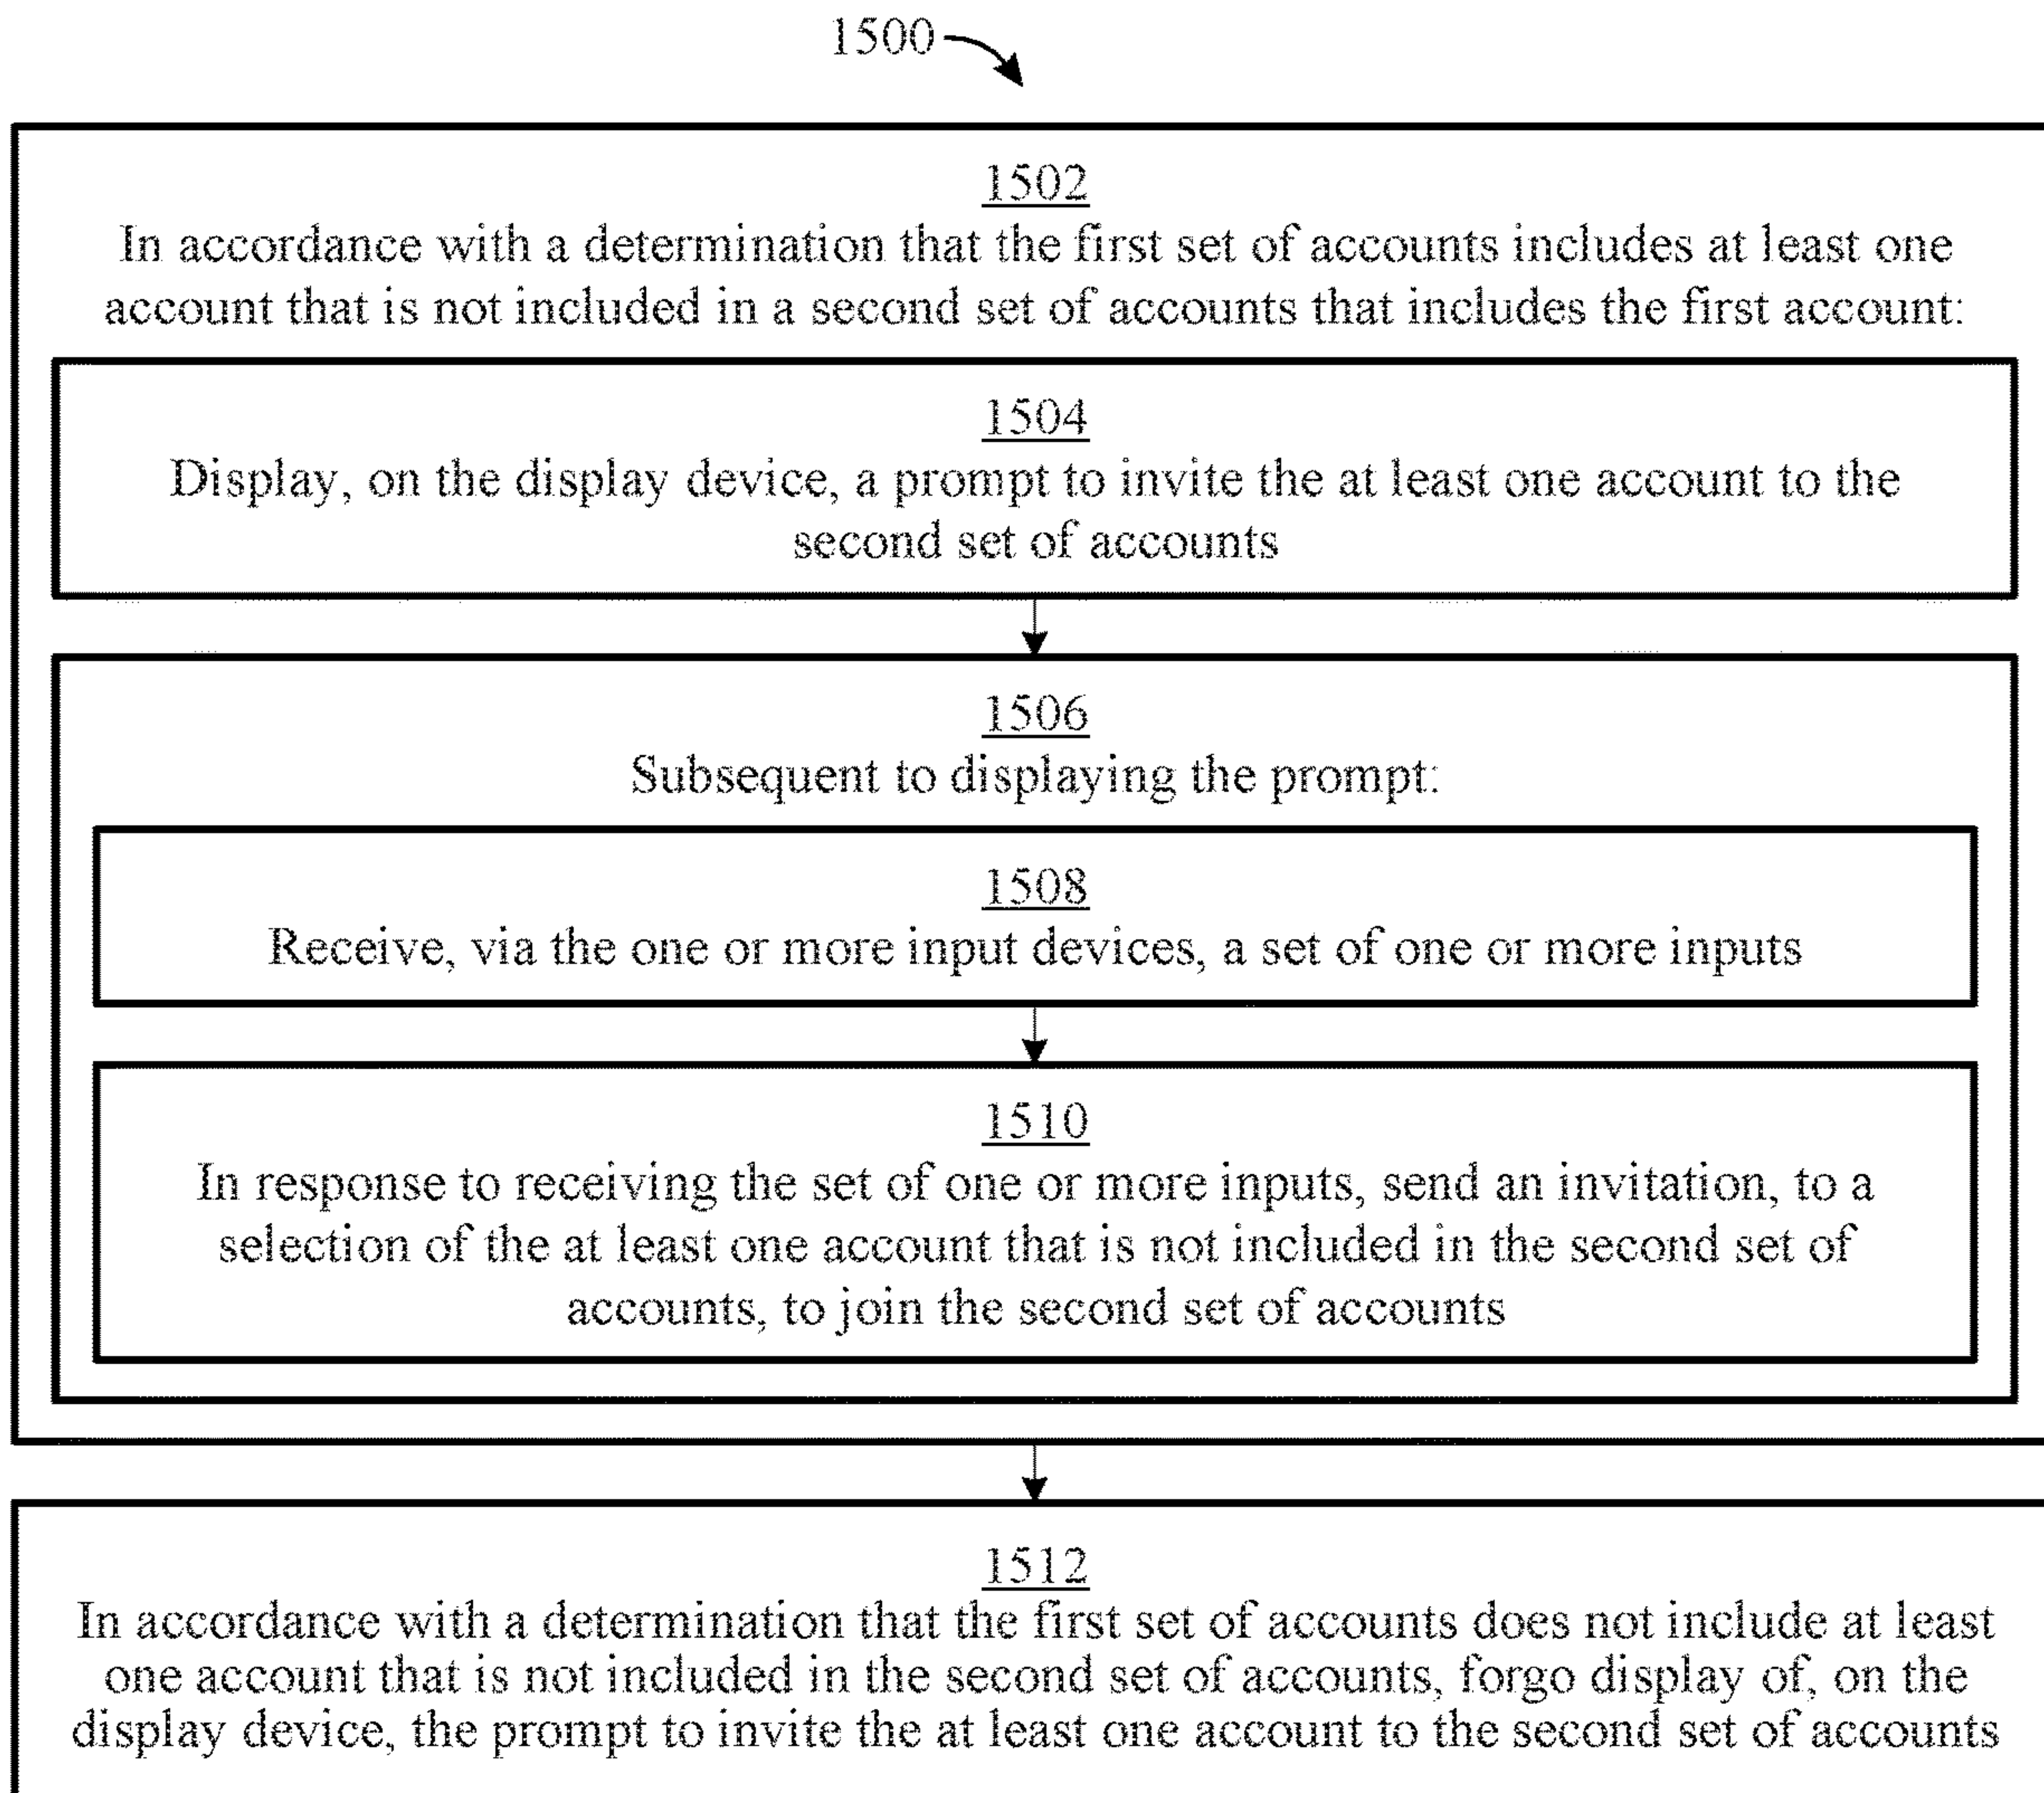 1500
1502
In accordance with a determination that the first set of accounts includes at least one
account that is not included in a second set of accounts that includes the first account:
1504
Display, on the display device, a prompt to invite the at least one account to the
second set of accounts
1506
Subsequent to displaying the prompt:
1508
Receive, via the one or more input devices, a set of one or more inputs
1510
In response to receiving the set of one or more inputs, send an invitation, to a
selection of the at least one account that is not included in the second set of
accounts, to join the second set of accounts
1512
In accordance with a determination that the first set of accounts does not include at least
one account that is not included in the second set of accounts, forgo display of, on the
display device, the prompt to invite the at least one account to the second set of accounts